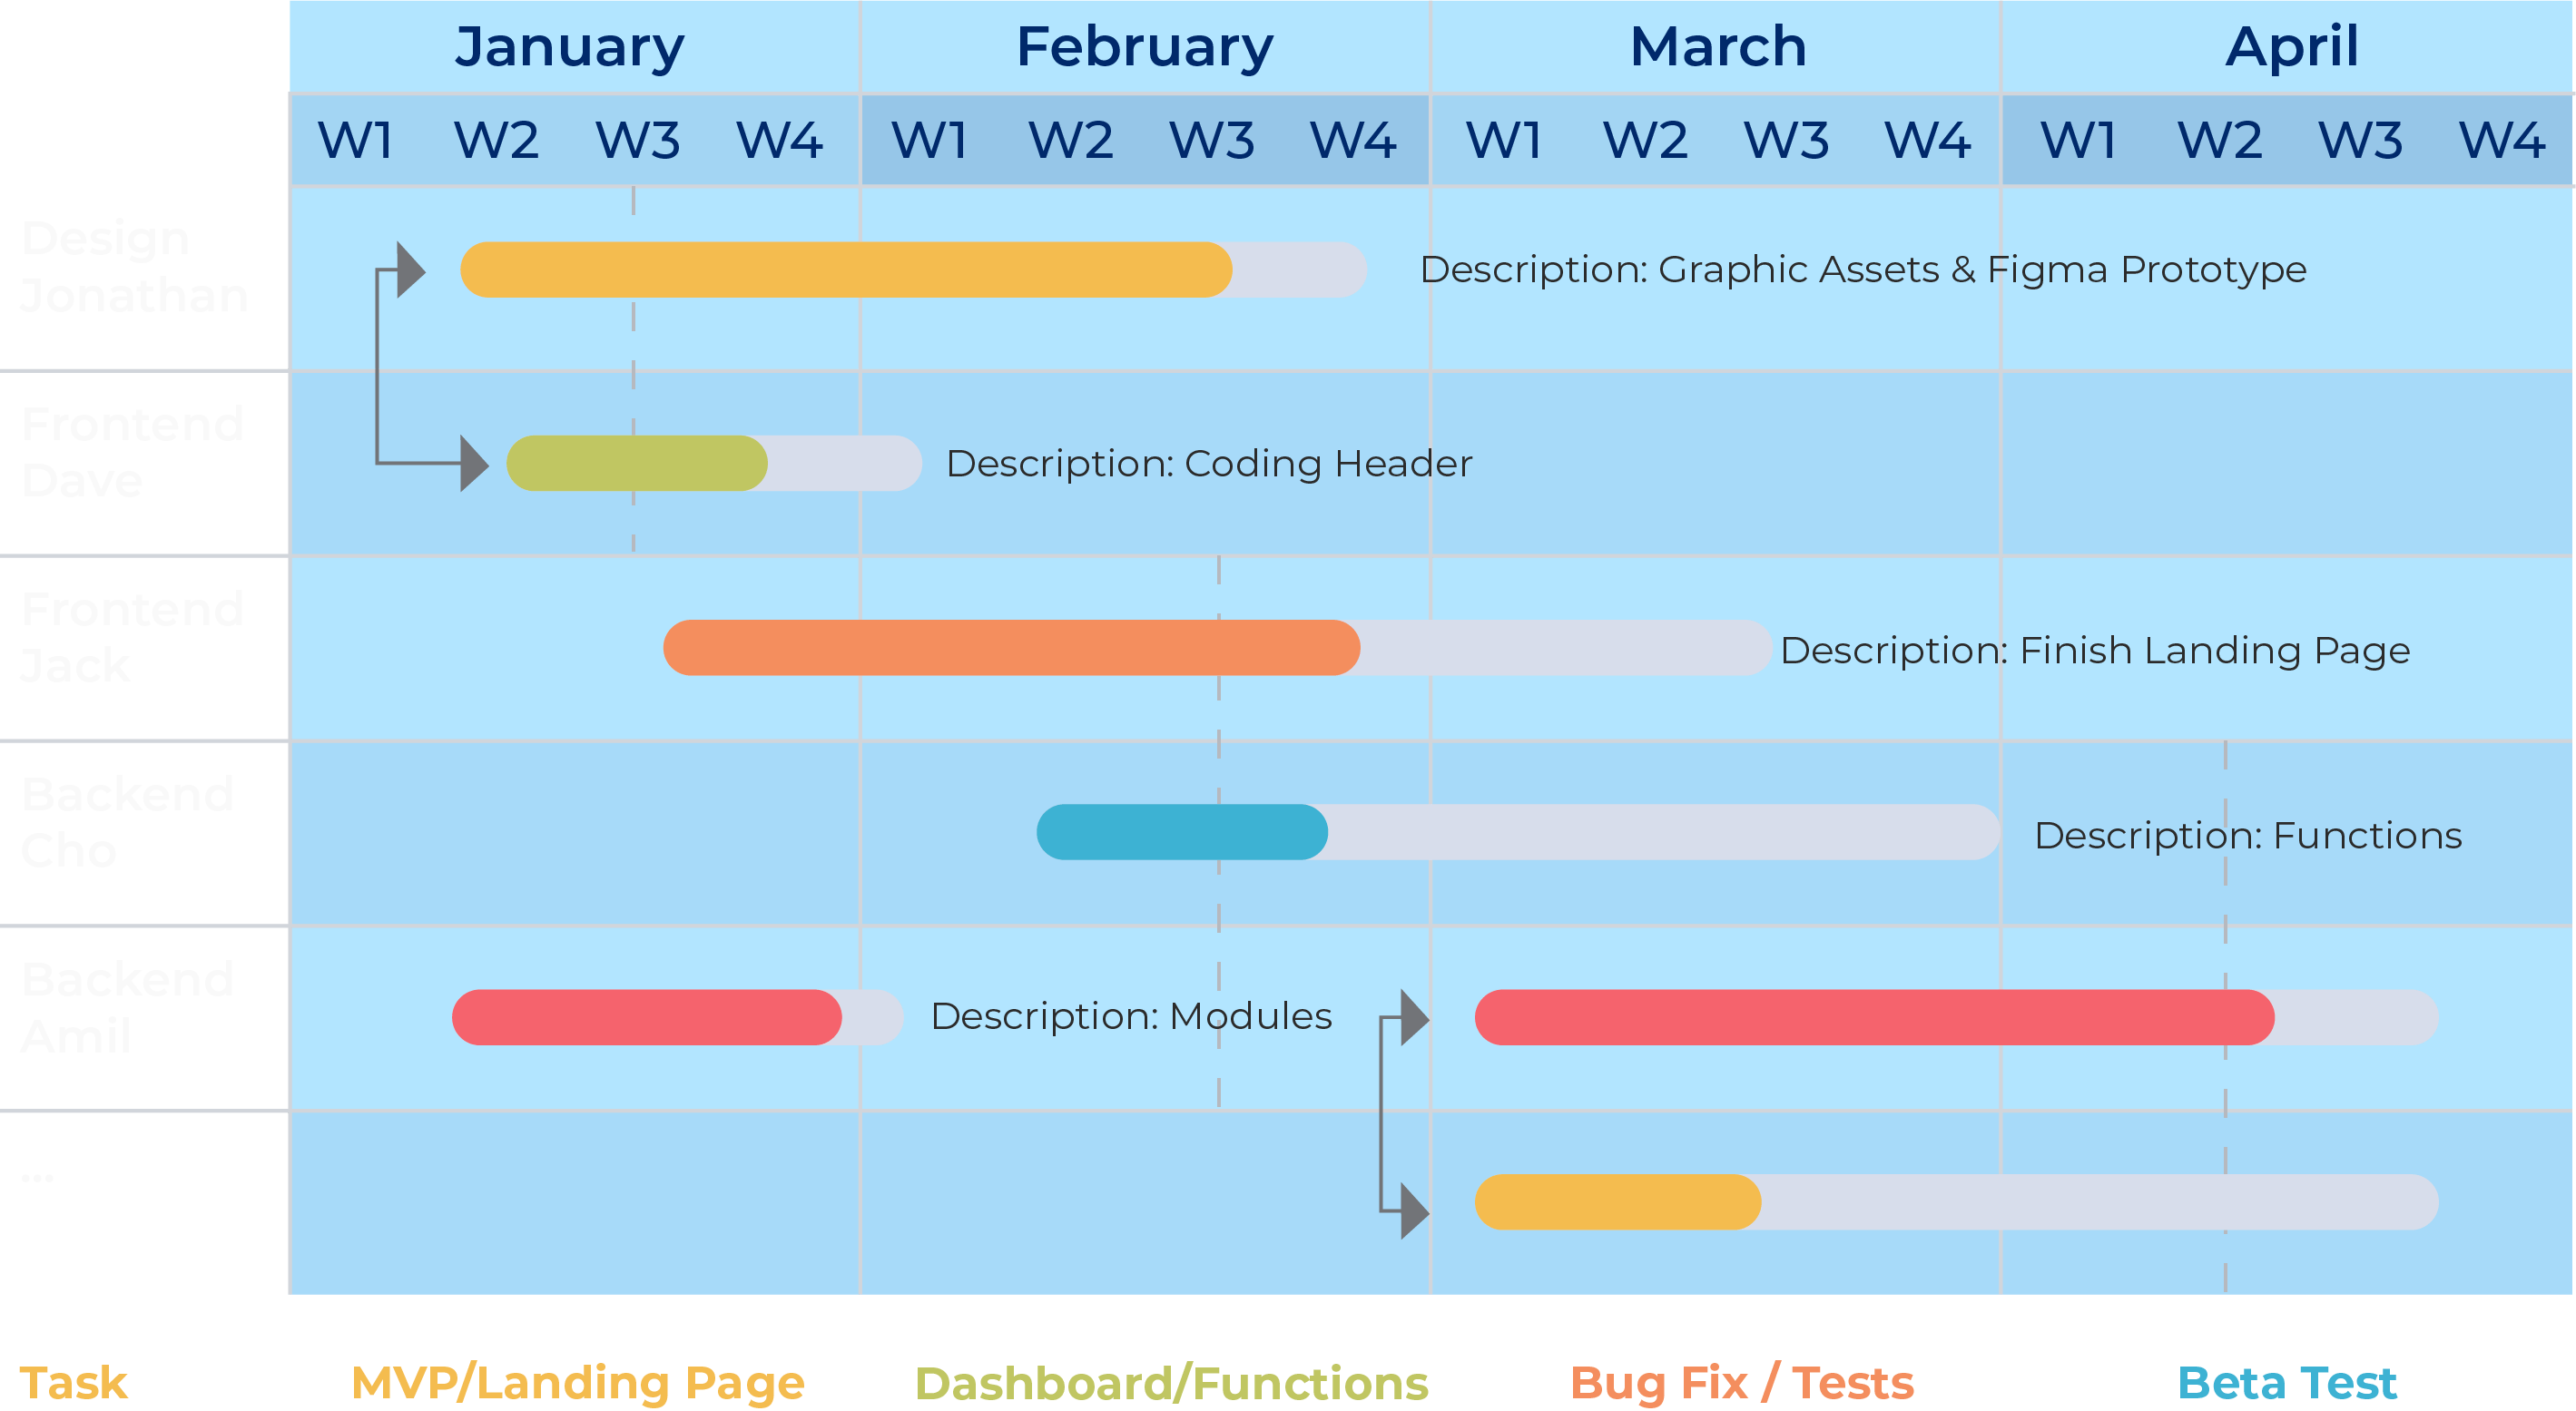 January February March April
W1 W2 W3 W4 W1 W2 W3 W4 W1 W2 W3 W4 W1 W2 W3 W4
Design
Jonathan
Description: Graphic Assets & Figma Prototype
Frontend
Dave
Description: Coding Header
Frontend
Jack
Description: Finish Landing Page
Backend
Cho
Description: Functions
Backend
Amil
Description: Modules
...
Task MVP/Landing Page Dashboard/Functions Bug Fix / Tests Beta Test